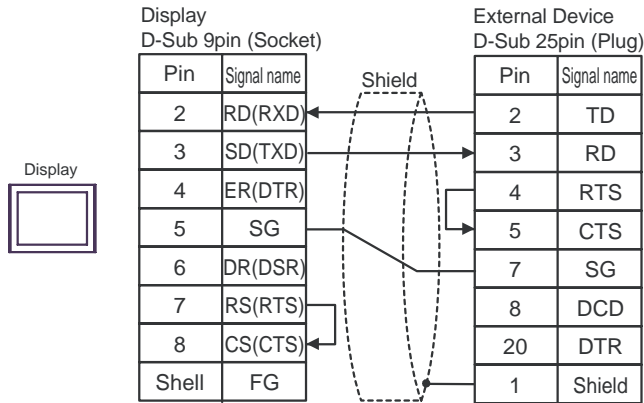 Display
D-Sub 9pin (Socket)
External Device
D-Sub 25pin (Plug)
Pin Signal name
Shield
Pin Signal name
2 RD(RXD) 2 TD
3 SD(TXD) 3 RD
Display
4 ER(DTR) 4 RTS
5 SG 5 CTS
6 DR(DSR) 7 SG
7 RS(RTS) 8 DCD
8 CS(CTS) 20 DTR
Shell FG 1 Shield